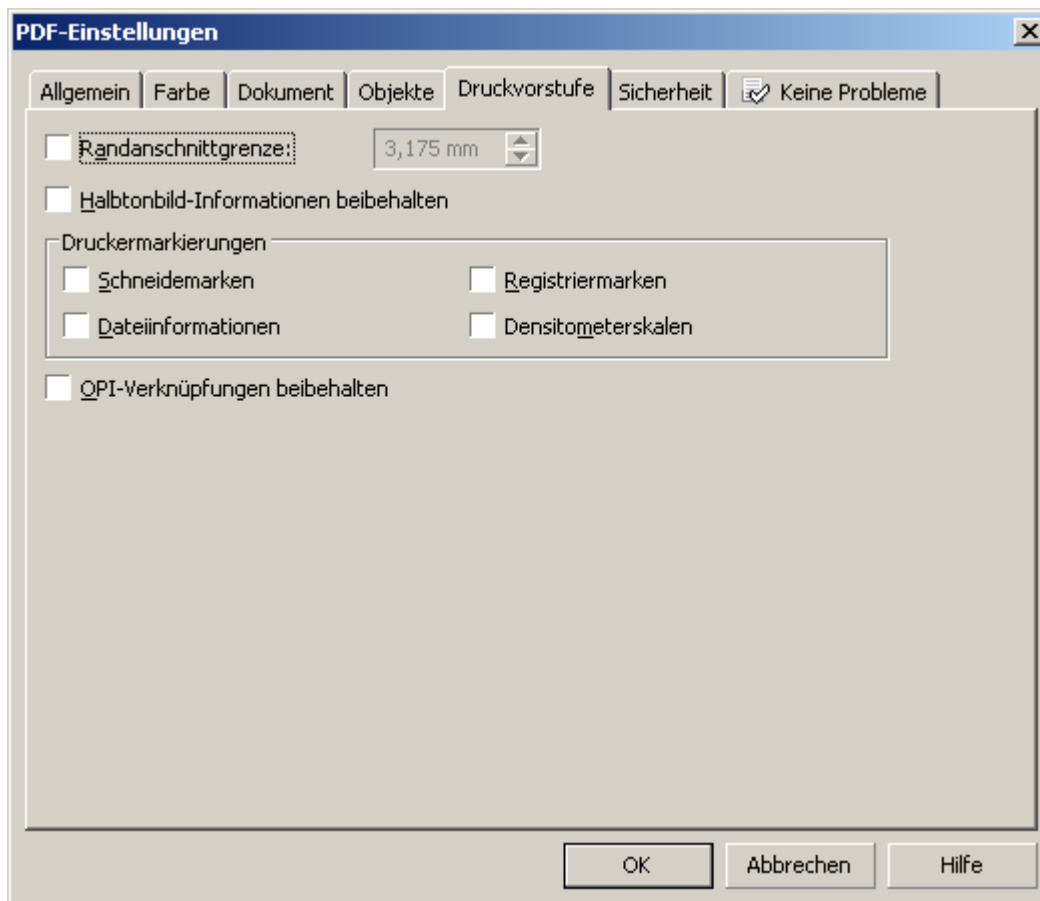 PDF-Einstellungen
Allgemein Farbe Dokument Objekte Druckvorstufe Sicherheit Keine Probleme
Randanschnittgrenze: 3,175 mm
Halbtonbild-Informationen beibehalten
Druckermarkierungen
Schneidemarken Registriermarken
Dateiinformationen Densitometerskalen
OPI-Verknüpfungen beibehalten
OK Abbrechen Hilfe